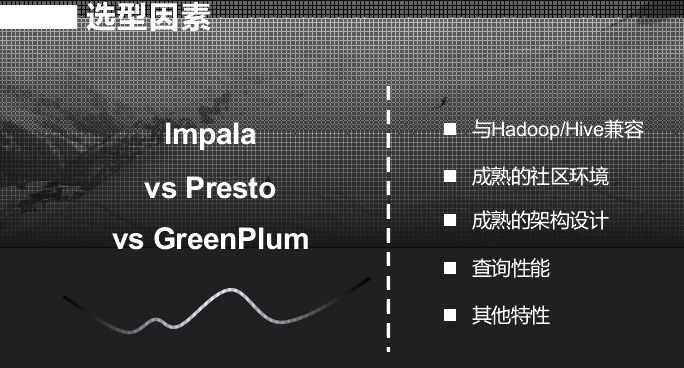 选型因素
Impala
vs Presto
vs GreenPlum
与Hadoop/Hive兼容
成熟的社区环境
成熟的架构设计
查询性能
其他特性